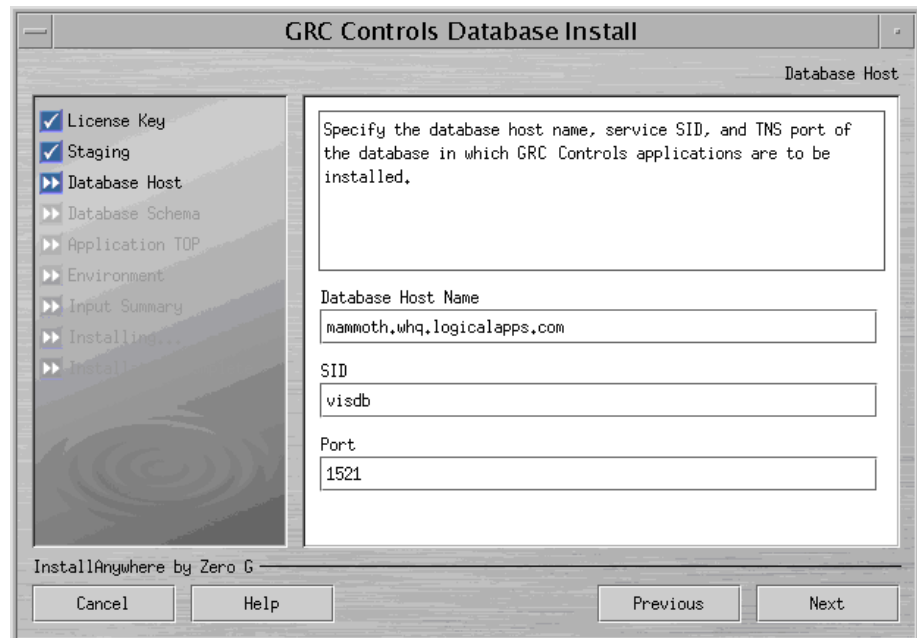 GRC Controls Database Install
Database Host
License Key
Staging
Database Host
Database Schema
Application TOP
Environment
Input Summary
Installing...
Specify the database host name, service SID, and TNS port of
the database in which GRC Controls applications are to be
installed.
Database Host Name
mammoth.whq.logicalapps.com
SID
visdb
Port
1521
InstallAnywhere by Zero G
Cancel
Help
Previous
Next